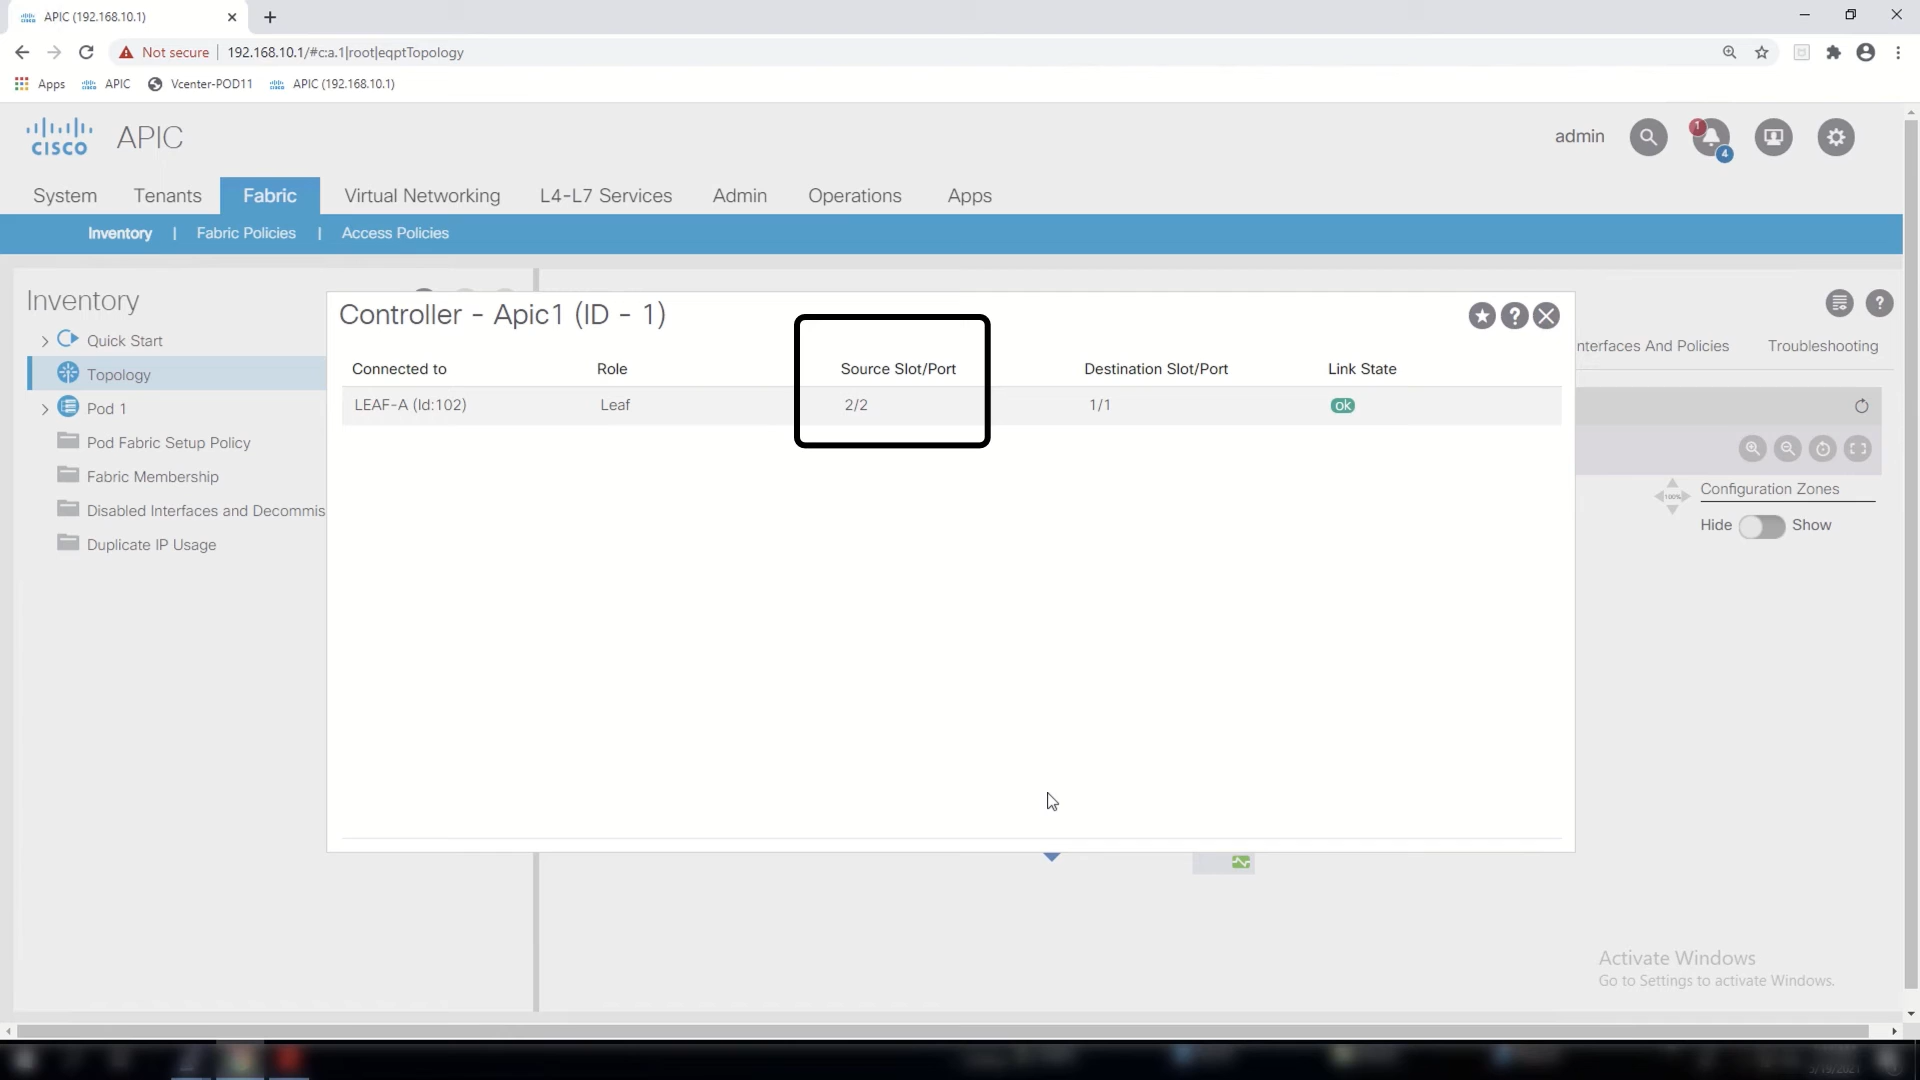 APIC (192.168.10.1)
Not secure
192.168.10.1/#c:a.1|root|eqptTopology
Apps
APIC
Vcenter-POD11
APIC (192.168.10.1)
CISCO
APIC
admin
1
4
System
Tenants
Fabric
Virtual Networking
L4-L7 Services
Admin
Operations
Apps
Inventory | Fabric Policies | Access Policies
Inventory
Quick Start
Topology
Pod 1
Pod Fabric Setup Policy
Fabric Membership
Disabled Interfaces and Decommis
Duplicate IP Usage
Controller - Apic1 (ID - 1)
Connected to Role Source Slot/Port Destination Slot/Port Link State
LEAF-A (Id:102) Leaf 2/2 1/1 ok
nterfaces And Policies
Troubleshooting
100%
Configuration Zones
Hide Show
Activate Windows
Go to Settings to activate Windows.